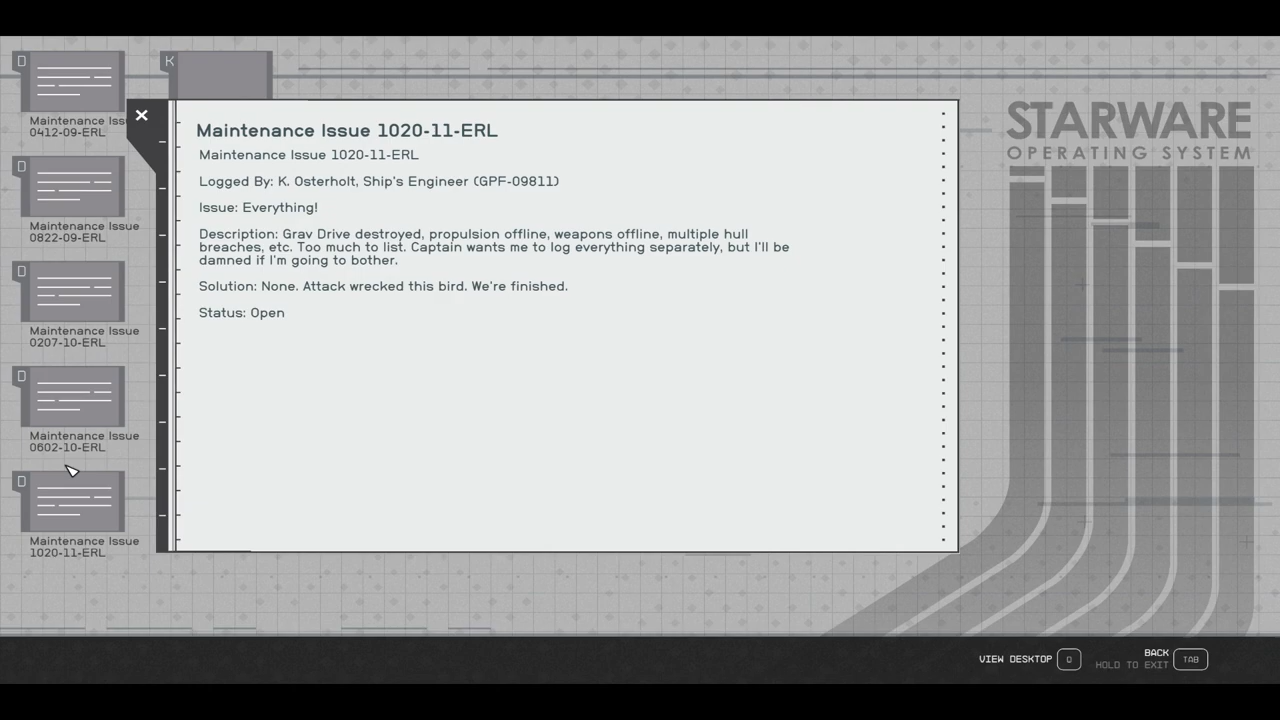 D
K
Maintenance Issu
0412-09-ERL
STARWARE
OPERATING SYSTEM
Maintenance Issue 1020-11-ERL
Maintenance Issue 1020-11-ERL
Logged By: K. Osterholt, Ship's Engineer (GPF-09811)
Issue: Everything!
Description: Grav Drive destroyed, propulsion offline, weapons offline, multiple hull
breaches, etc. Too much to list. Captain wants me to log everything separately, but I'll be
damned if I'm going to bother.
Solution: None. Attack wrecked this bird. We're finished.
Status: Open
D
Maintenance Issue
0822-09-ERL
D
Maintenance Issue
0207-10-ERL
D
Maintenance Issue
0602-10-ERL
D
Maintenance Issue
1020-11-ERL
VIEW DESKTOP Q
BACK
HOLD TO EXIT TAB